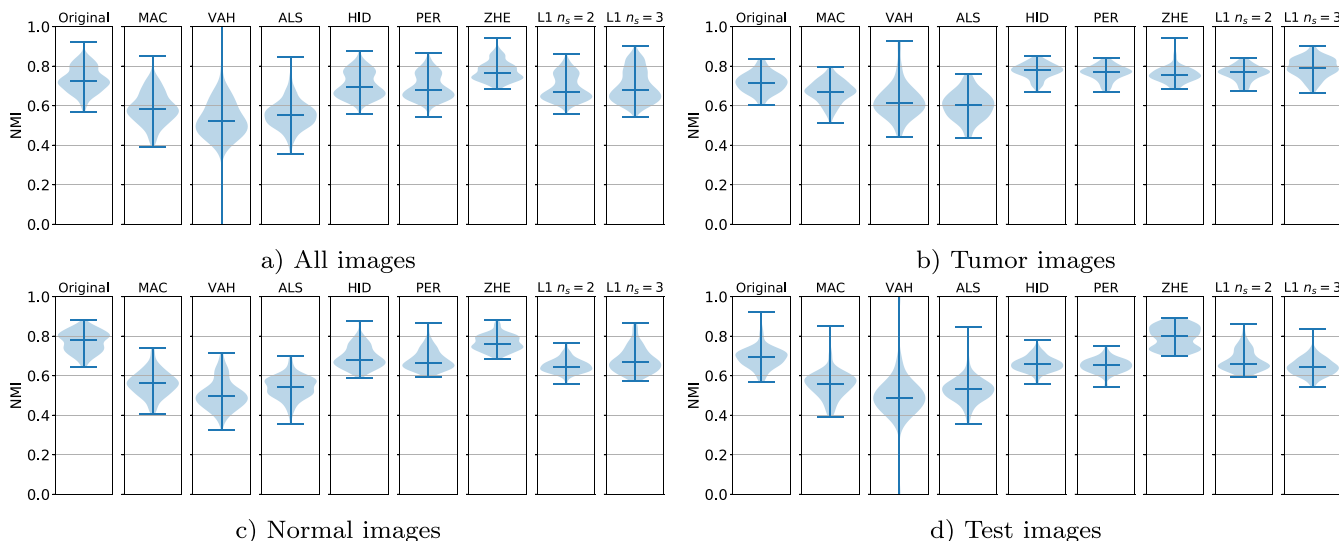 Original MAC VAH ALS HID PER ZHE L1 n_s = 2 L1 n_s = 3
1.0
0.8
0.6
0.4
0.2
0.0
NMI
a) All images
Original MAC VAH ALS HID PER ZHE L1 n_s = 2 L1 n_s = 3
1.0
0.8
0.6
0.4
0.2
0.0
NMI
b) Tumor images
Original MAC VAH ALS HID PER ZHE L1 n_s = 2 L1 n_s = 3
1.0
0.8
0.6
0.4
0.2
0.0
NMI
c) Normal images
Original MAC VAH ALS HID PER ZHE L1 n_s = 2 L1 n_s = 3
1.0
0.8
0.6
0.4
0.2
0.0
NMI
d) Test images